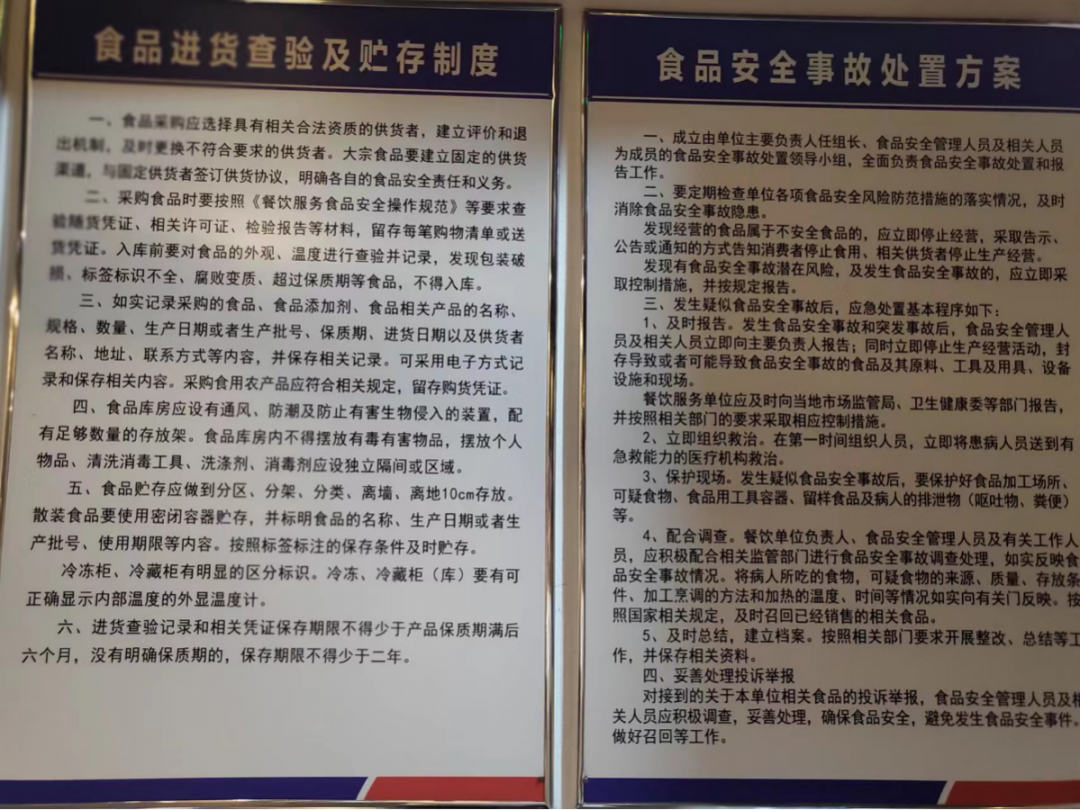 食品进货查验及贮存制度
一、食品采购应选择具有相关合法资质的供货者，建立评价和退
出机制，及时更换不符合要求的供货者。大宗食品要建立固定的供货
渠道，与固定供货者签订供货协议，明确各自的食品安全责任和义务。
二、采购食品时要按照《餐饮服务食品安全操作规范》等要求查
验随货凭证、相关许可证、检验报告等材料，留存每笔购物清单或送
货凭证。入库前要对食品的外观、温度进行查验并记录，发现包装破
损、标签标识不全、腐败变质、超过保质期等食品，不得入库。
三、如实记录采购的食品、食品添加剂、食品相关产品的名称、
规格、数量、生产日期或者生产批号、保质期、进货日期以及供货者
名称、地址、联系方式等内容，并保存相关记录。可采用电子方式记
录和保存相关内容。采购食用农产品应符合相关规定，留存购货凭证。
四、食品库房应设有通风、防潮及防止有害生物侵入的装置，配
有足够数量的存放架。食品库房内不得摆放有毒有害物品，摆放个人
物品、清洗消毒工具、洗涤剂、消毒剂应设独立隔间或区域。
五、食品贮存应做到分区、分架、分类、离墙、离地10cm存放。
散装食品要使用密闭容器贮存，并标明食品的名称、生产日期或者生
产批号、使用期限等内容。按照标签标注的保存条件及时贮存。
冷冻柜、冷藏柜有明显的区分标识。冷冻、冷藏柜（库）要有可
正确显示内部温度的外显温度计。
六、进货查验记录和相关凭证保存期限不得少于产品保质期满后
六个月，没有明确保质期的，保存期限不得少于二年。
食品安全事故处置方案
一、成立由单位主要负责人任组长、食品安全管理人员及相关人员
为成员的食品安全事故处置领导小组，全面负责食品安全事故处置和报
告工作。
二、要定期检查单位各项食品安全风险防范措施的落实情况，及时
消除食品安全事故隐患。
发现经营的食品属于不安全食品的，应立即停止经营，采取告示、
公告或通知的方式告知消费者停止食用、相关供货者停止生产经营。
发现有食品安全事故潜在风险，及发生食品安全事故的，应立即采
取控制措施，并按规定报告。
三、发生疑似食品安全事故后，应急处置基本程序如下：
1、及时报告。发生食品安全事故和突发事故后，食品安全管理人
员及相关人员立即向主要负责人报告；同时立即停止生产经营活动，封
存导致或者可能导致食品安全事故的食品及其原料、工具及用具、设备
设施和现场。
餐饮服务单位应及时向当地市场监管局、卫生健康委等部门报告，
并按照相关部门的要求采取相应控制措施。
2、立即组织救治。在第一时间组织人员，立即将患病人员送到有
急救能力的医疗机构救治。
3、保护现场。发生疑似食品安全事故后，要保护好食品加工场所、
可疑食物、食品用工具容器、留样食品及病人的排泄物（呕吐物、粪便）
等。
4、配合调查。餐饮单位负责人、食品安全管理人员及有关工作人
员，应积极配合相关监管部门进行食品安全事故调查处理，如实反映食
品安全事故情况。将病人所吃的食物，可疑食物的来源、质量、存放条
件、加工烹调的方法和加热的温度、时间等情况如实向有关门反映。按
照国家相关规定，及时召回已经销售的相关食品。
5、及时总结，建立档案。按照相关部门要求开展整改、总结等工
作，并保存相关资料。
四、妥善处理投诉举报
对接到的关于本单位相关食品的投诉举报，食品安全管理人员及相
关人员应积极调查，妥善处理，确保食品安全，避免发生食品安全事件。
做好召回等工作。